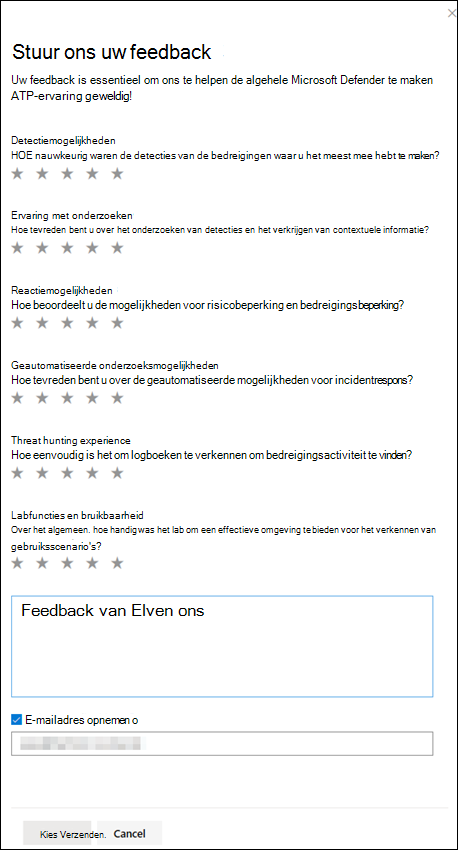 Stuur ons uw feedback
Uw feedback is essentieel om ons te helpen de algehele Microsoft Defender te maken
ATP-ervaring geweldig!
Detectiemogelijkheden
HOE nauwkeurig waren de detecties van de bedreigingen waar u het meest mee hebt te maken?
Ervaring met onderzoeken
Hoe tevreden bent u over het onderzoeken van detecties en het verkrijgen van contextuele informatie?
Reactiemogelijkheden
Hoe beoordeelt u de mogelijkheden voor risicobeperking en bedreigingsbeperking?
Geautomatiseerde onderzoeksmogelijkheden
Hoe tevreden bent u over de geautomatiseerde mogelijkheden voor incidentrespons?
Threat hunting experience
Hoe eenvoudig is het om logboeken te verkennen om bedreigingsactiviteit te vinden?
Labfuncties en bruikbaarheid
Over het algemeen. hoe handig was het lab om een effectieve omgeving te bieden voor het verkennen van
gebruiksscenario's?
Feedback van Elven ons
E-mailadres opnemen o
Kies Verzenden. Cancel